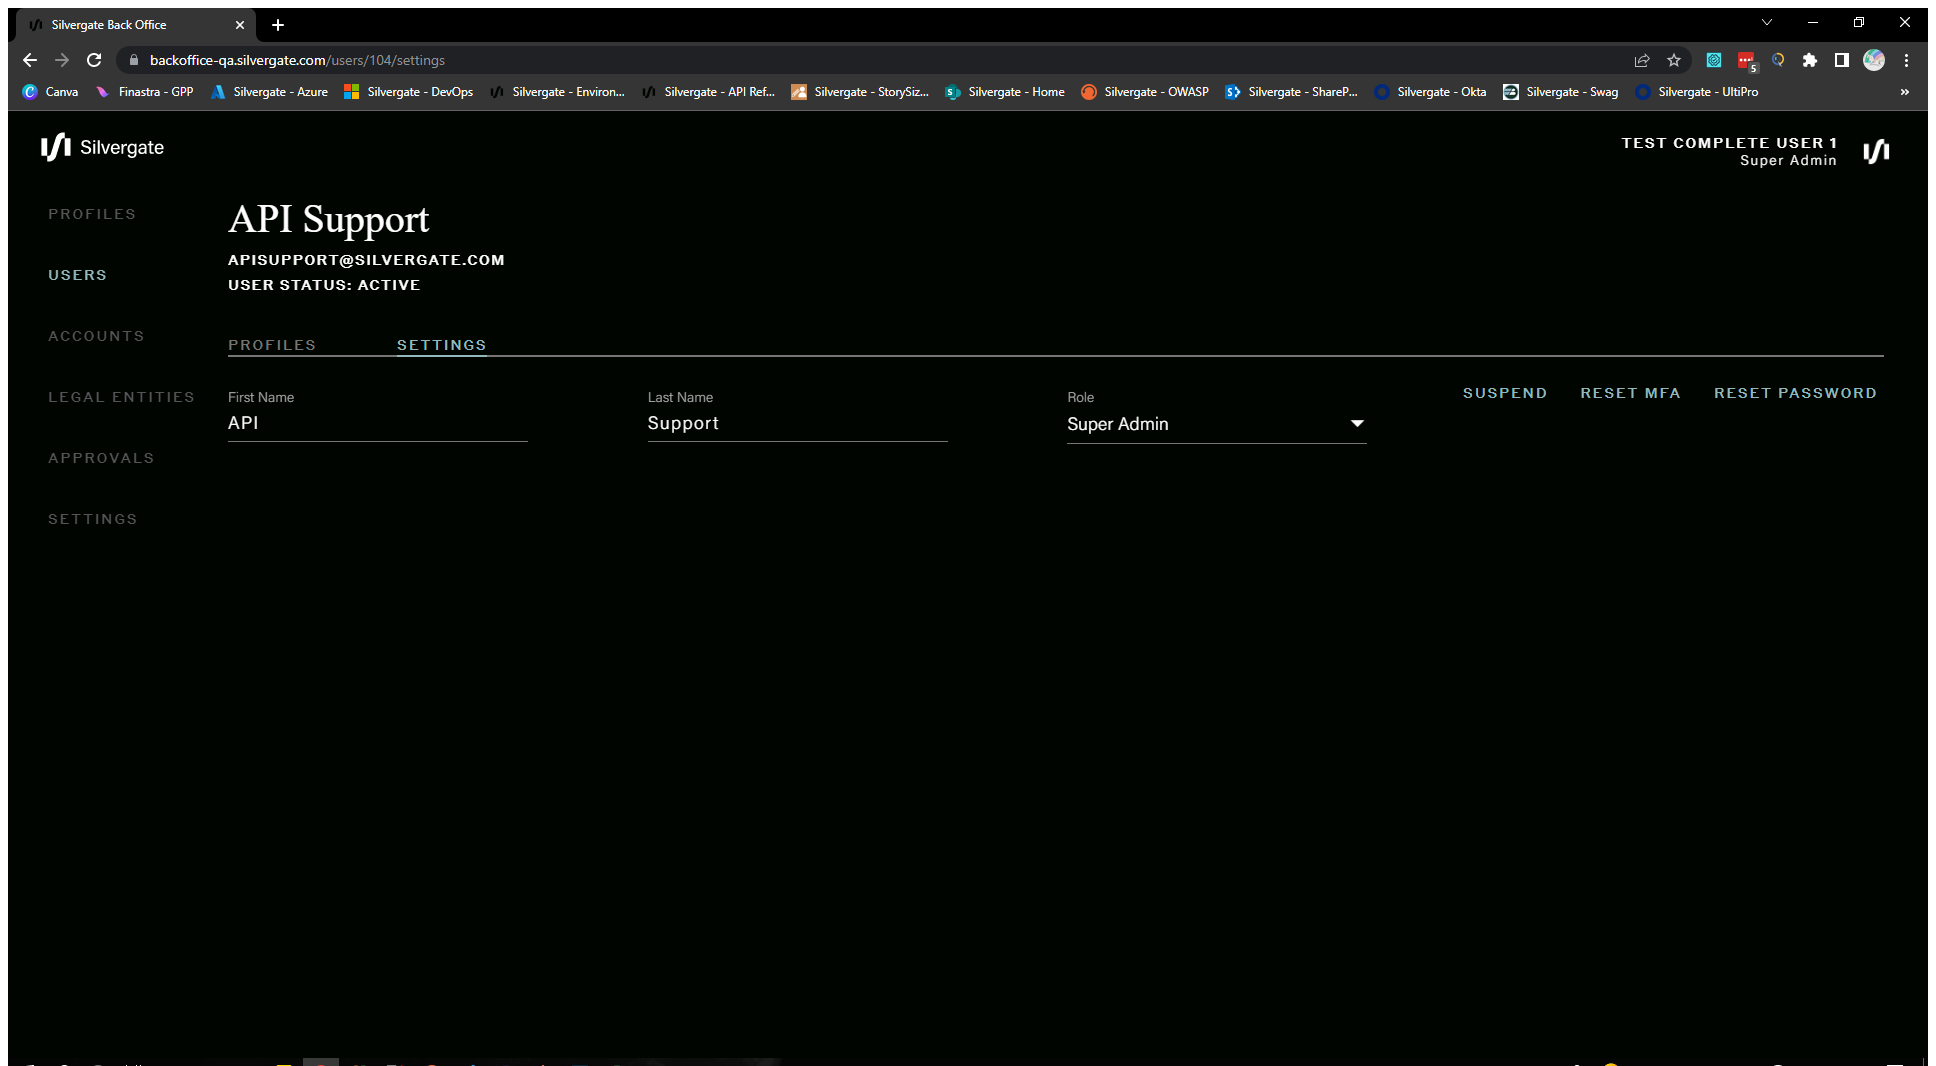 Silvergate Back Office
backoffice-qa.silvergate.com/users/104/settings
5
Canva
Finastra - GPP
Silvergate - Azure
Silvergate - DevOps
Silvergate - Environ...
Silvergate - API Ref...
Silvergate - StorySiz...
Silvergate - Home
Silvergate - OWASP
Silvergate - ShareP...
Silvergate - Okta
Silvergate - Swag
Silvergate - UltiPro
»
Silvergate
TEST COMPLETE USER 1
Super Admin
PROFILES
USERS
ACCOUNTS
LEGAL ENTITIES
APPROVALS
SETTINGS
API Support
APISUPPORT@SILVERGATE.COM
USER STATUS: ACTIVE
PROFILES
SETTINGS
First Name
API
Last Name
Support
Role
Super Admin
SUSPEND
RESET MFA
RESET PASSWORD